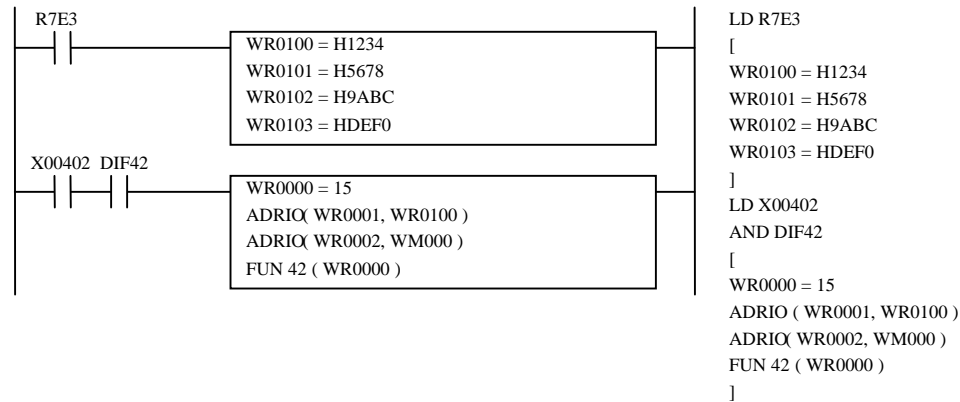 R7E3
WR0100 = H1234
WR0101 = H5678
WR0102 = H9ABC
WR0103 = HDEF0
X00402 DIF42
WR0000 = 15
ADRIO( WR0001, WR0100 )
ADRIO( WR0002, WM000 )
FUN 42 ( WR0000 )
LD R7E3
[
WR0100 = H1234
WR0101 = H5678
WR0102 = H9ABC
WR0103 = HDEF0
]
LD X00402
AND DIF42
[
WR0000 = 15
ADRIO ( WR0001, WR0100 )
ADRIO( WR0002, WM000 )
FUN 42 ( WR0000 )
]